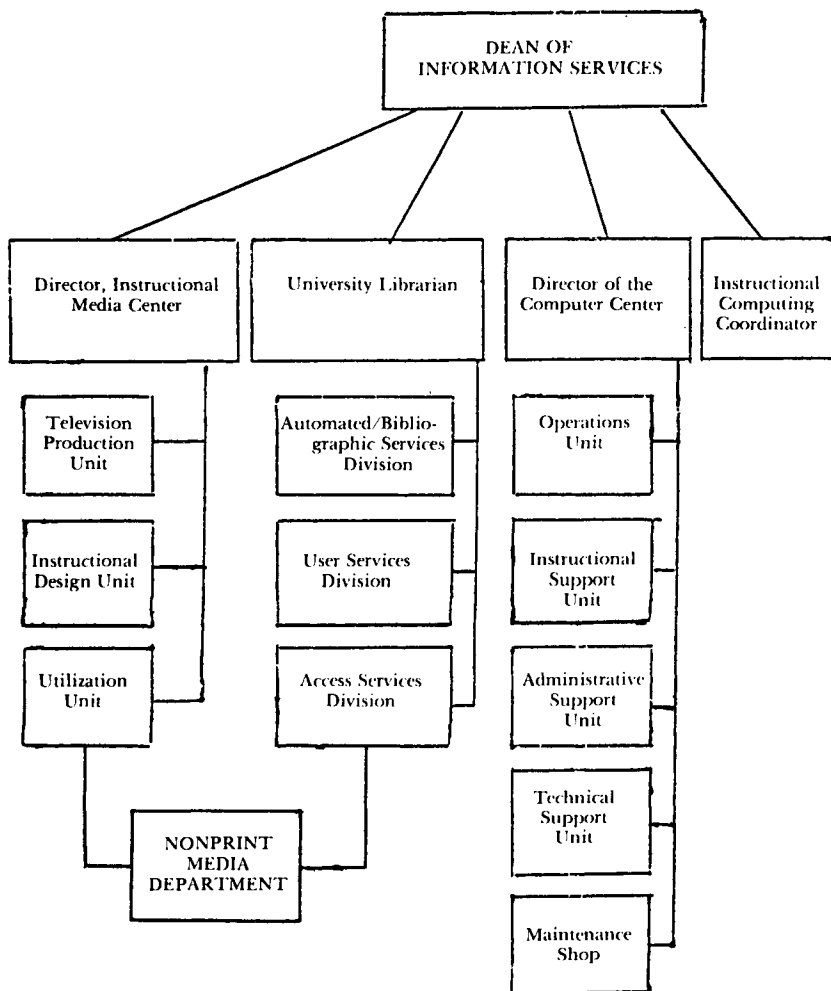 DEAN OF
INFORMATION SERVICES
Director, Instructional
Media Center
University Librarian
Director of the
Computer Center
Instructional
Computing
Coordinator
Television
Production
Unit
Automated/Biblio-
graphic Services
Division
Operations
Unit
Instructional
Design Unit
User Services
Division
Instructional
Support
Unit
Utilization
Unit
Access Services
Division
Administrative
Support
Unit
NONPRINT
MEDIA
DEPARTMENT
Technical
Support
Unit
Maintenance
Shop